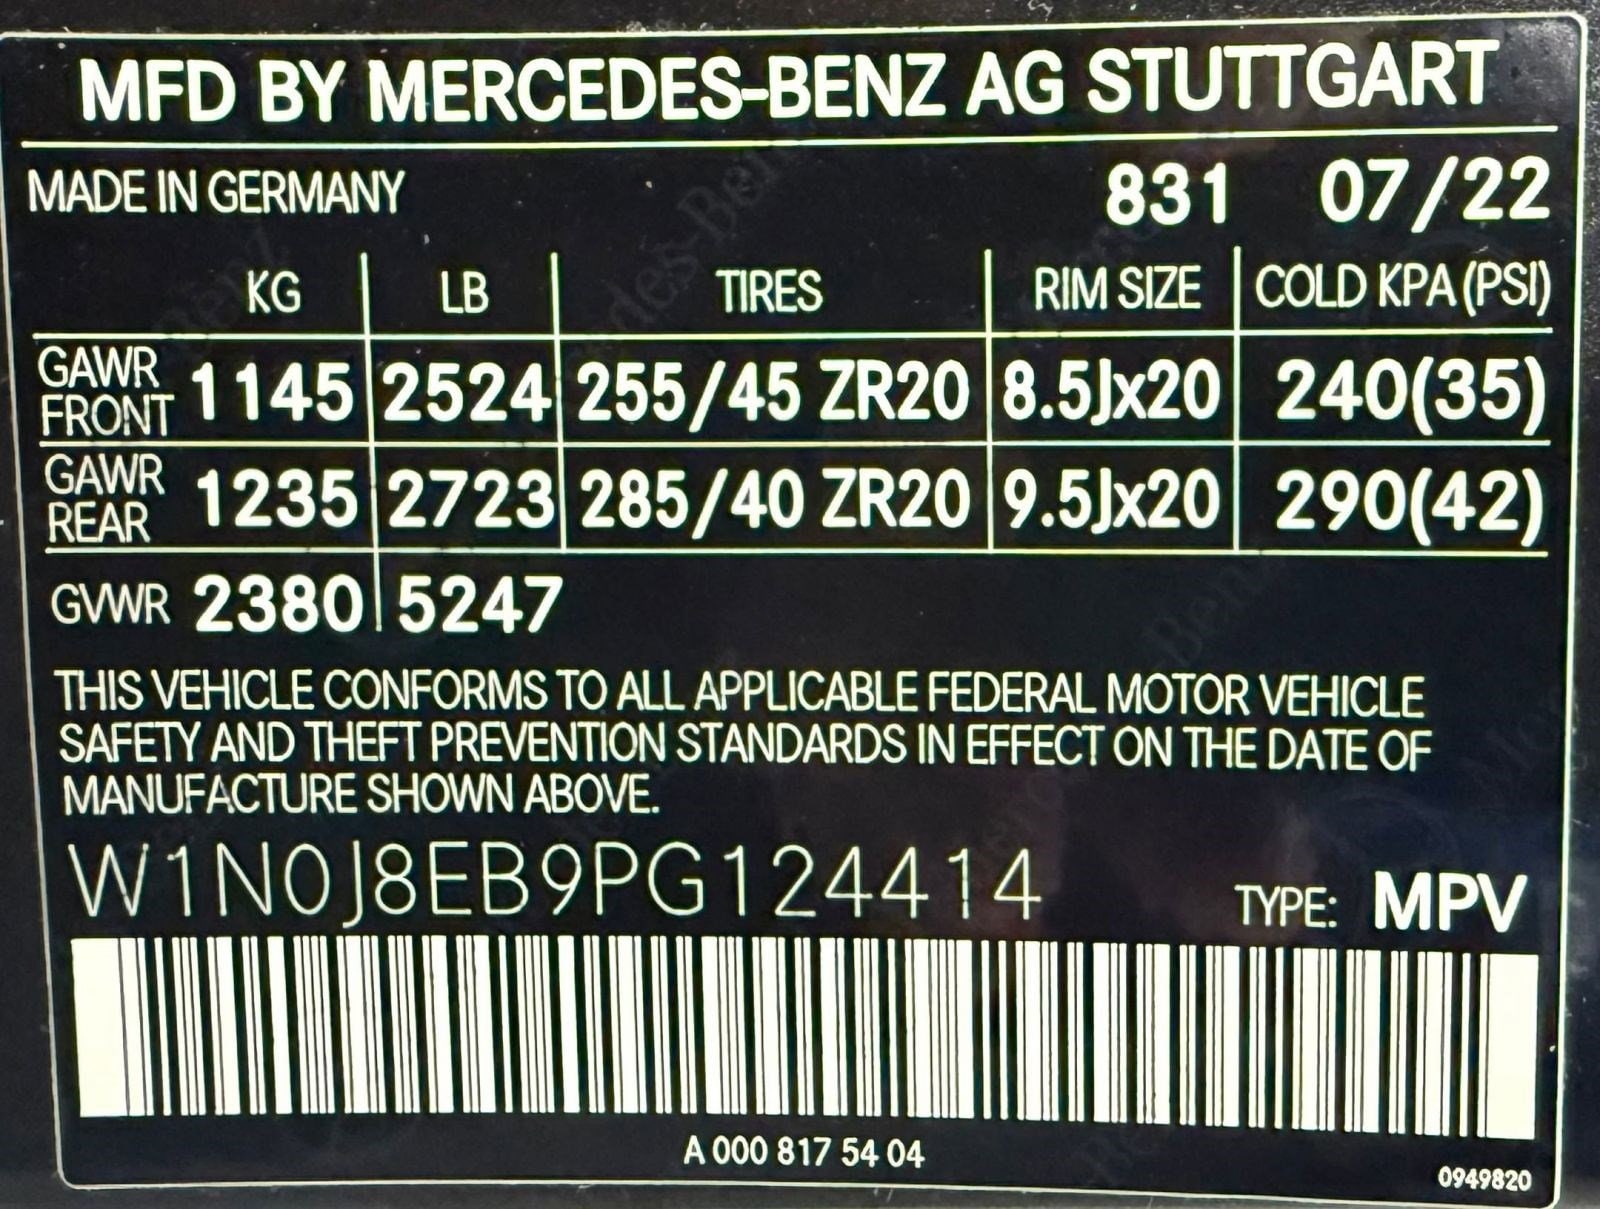 MFD BY MERCEDES-BENZ AG STUTTGART
MADE IN GERMANY 831 07/22
KG LB TIRES RIM SIZE COLD KPA (PSI)
GAWR FRONT 1145 2524 255/45 ZR20 8.5Jx20 240(35)
GAWR REAR 1235 2723 285/40 ZR20 9.5Jx20 290(42)
GVWR 2380 5247
THIS VEHICLE CONFORMS TO ALL APPLICABLE FEDERAL MOTOR VEHICLE
SAFETY AND THEFT PREVENTION STANDARDS IN EFFECT ON THE DATE OF
MANUFACTURE SHOWN ABOVE.
W1N0J8EB9PG124414 TYPE: MPV
A 000 817 54 04
0949820